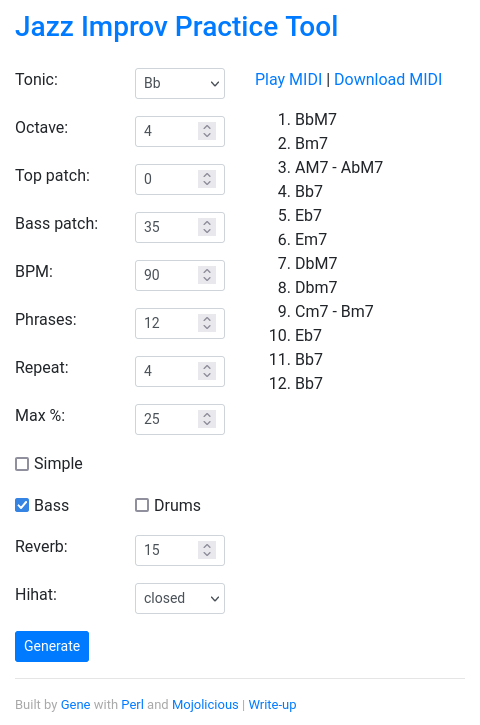 Jazz Improv Practice Tool
Tonic: Bb
Octave: 4
Top patch: 0
Bass patch: 35
BPM: 90
Phrases: 12
Repeat: 4
Max %: 25
Simple
Bass Drums
Reverb: 15
Hihat: closed
Generate
Play MIDI | Download MIDI
1. BbM7
2. Bm7
3. AM7 - AbM7
4. Bb7
5. Eb7
6. Em7
7. DbM7
8. Dbm7
9. Cm7 - Bm7
10. Eb7
11. Bb7
12. Bb7
Built by Gene with Perl and Mojolicious | Write-up